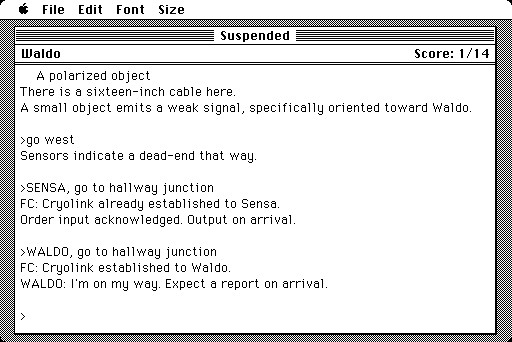 File Edit Font Size
Suspended
Waldo Score: 1/14
A polarized object
There is a sixteen-inch cable here.
A small object emits a weak signal, specifically oriented toward Waldo.
>go west
Sensors indicate a dead-end that way.
>SENSA, go to hallway junction
FC: Cryolink already established to Sensa.
Order input acknowledged. Output on arrival.
>WALDO, go to hallway junction
FC: Cryolink established to Waldo.
WALDO: I'm on my way. Expect a report on arrival.
>